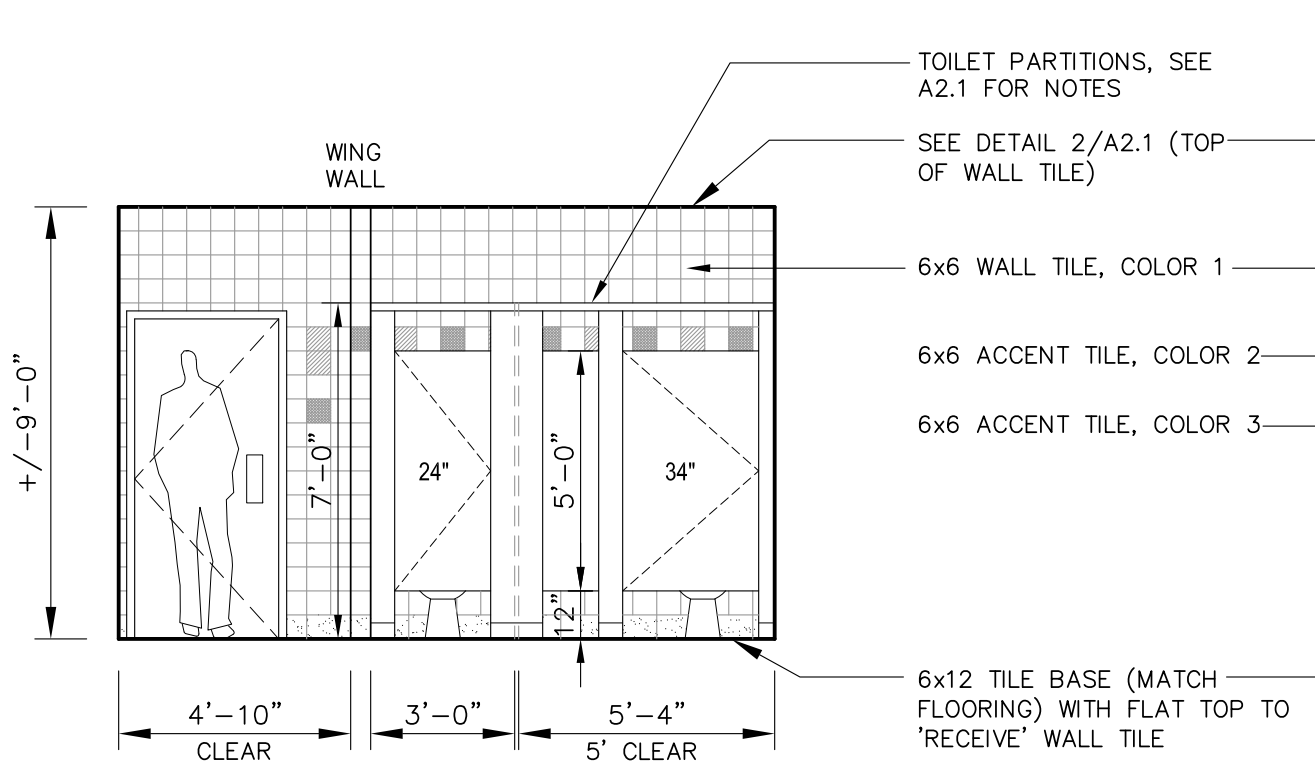 TOILET PARTITIONS, SEE
A2.1 FOR NOTES
SEE DETAIL 2/A2.1 (TOP
OF WALL TILE)
WING
WALL
6x6 WALL TILE, COLOR 1
6x6 ACCENT TILE, COLOR 2
6x6 ACCENT TILE, COLOR 3
+/-9'-0"
7'-0"
24"
5'-0"
34"
12"
6x12 TILE BASE (MATCH
FLOORING) WITH FLAT TOP TO
'RECEIVE' WALL TILE
4'-10"
CLEAR
3'-0"
5'-4"
5' CLEAR